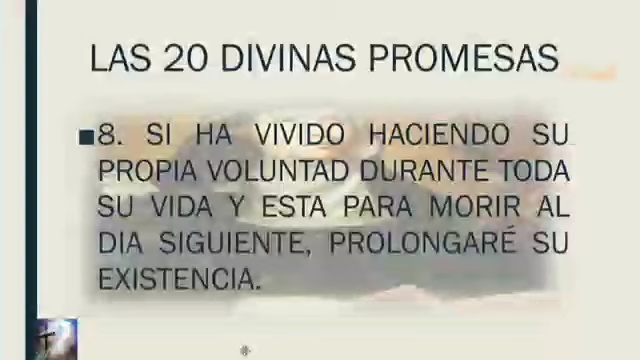 LAS 20 DIVINAS PROMESAS
8. SI HA VIVIDO HACIENDO SU
PROPIA VOLUNTAD DURANTE TODA
SU VIDA Y ESTA PARA MORIR AL
DIA SIGUIENTE, PROLONGARÉ SU
EXISTENCIA.